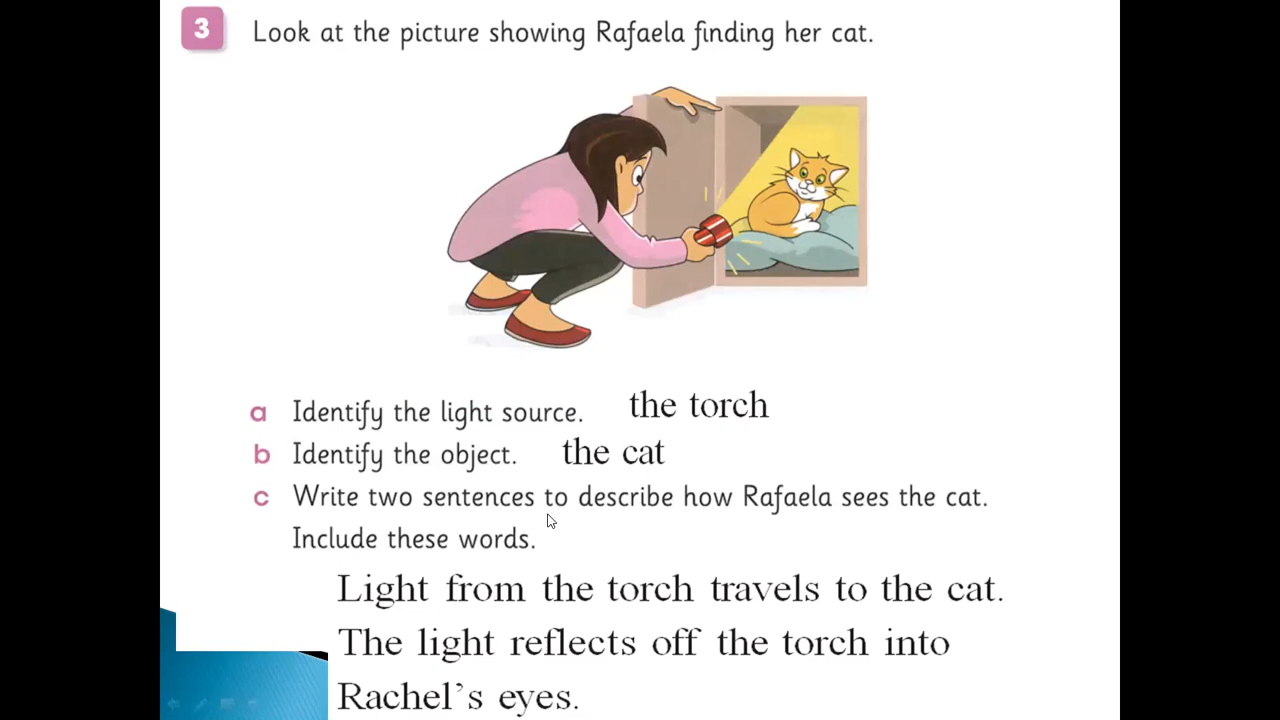 3 Look at the picture showing Rafaela finding her cat.
a Identify the light source. the torch
b Identify the object. the cat
c Write two sentences to describe how Rafaela sees the cat.
Include these words.
Light from the torch travels to the cat.
The light reflects off the torch into
Rachel's eyes.